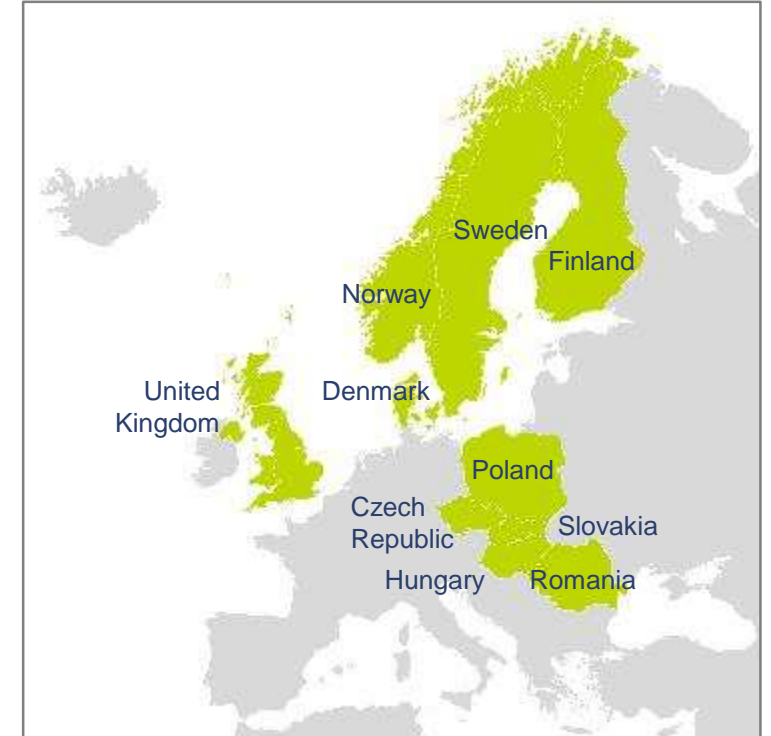 Sweden
Finland
Norway
United
Kingdom
Denmark
Poland
Czech
Republic
Slovakia
Hungary
Romania